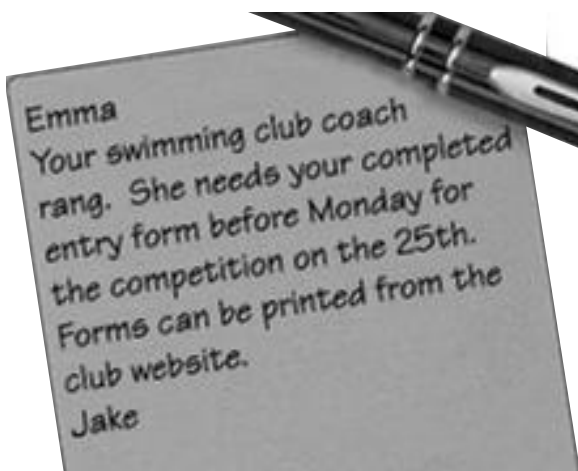 Emma
Your swimming club coach
rang. She needs your completed
entry form before Monday for
the competition on the 25th.
Forms can be printed from the
club website.
Jake